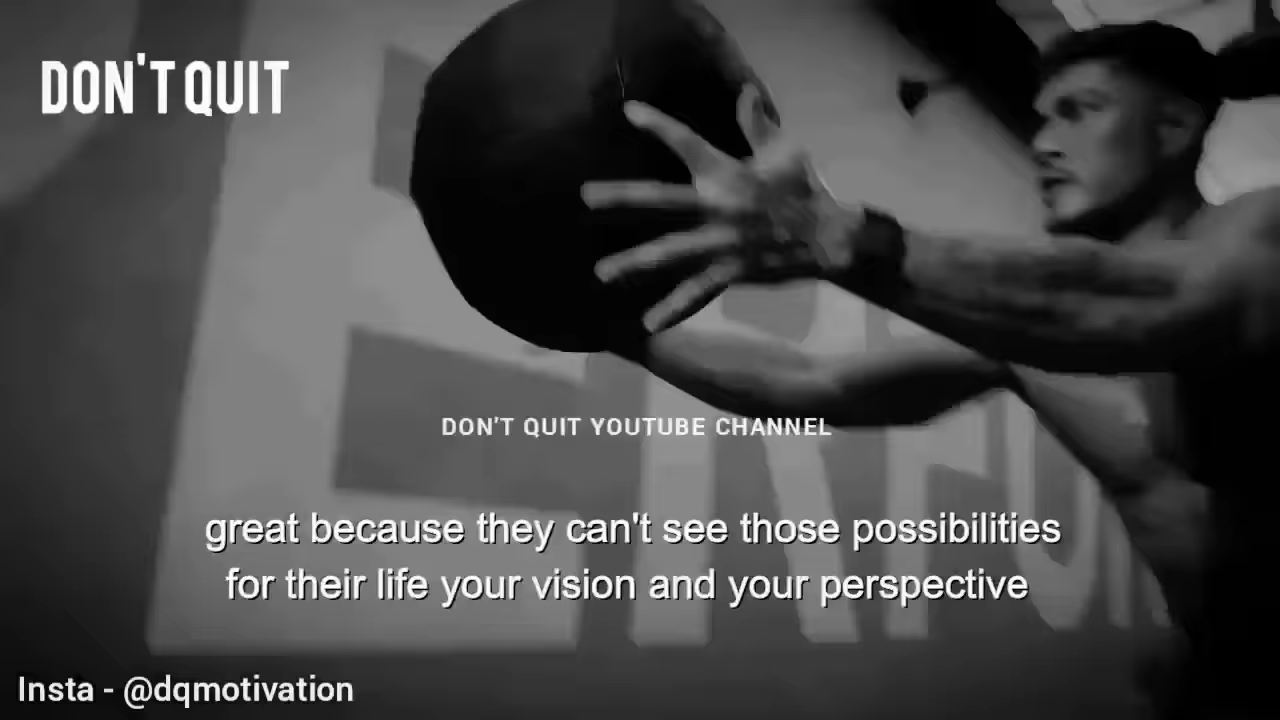 DON'T QUIT
DON'T QUIT YOUTUBE CHANNEL
great because they can't see those possibilities
for their life your vision and your perspective
Insta - @dqmotivation